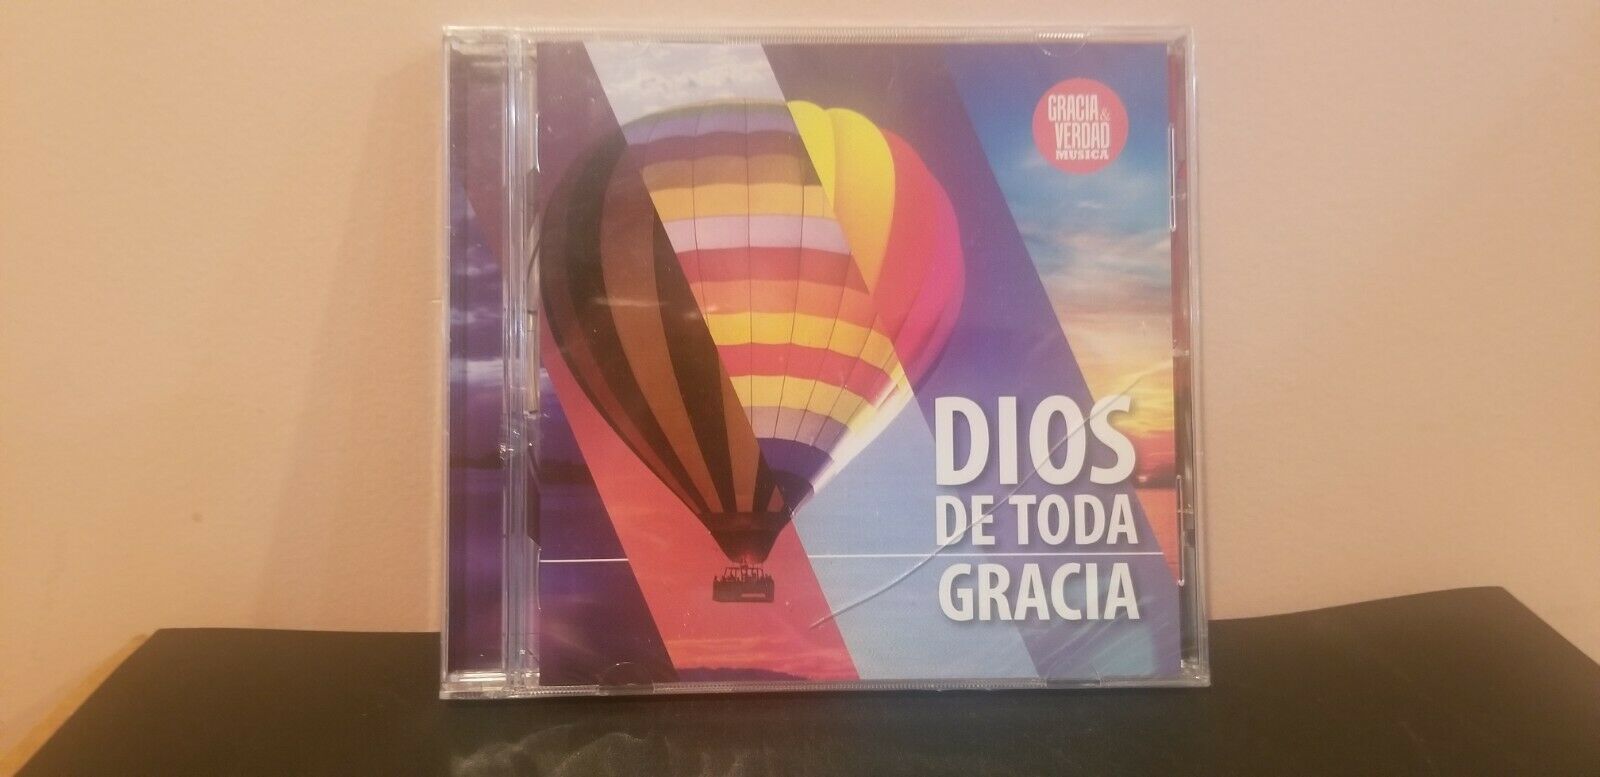 GRACIA &
VERDAD
MUSICA
DIOS
DE TODA
GRACIA